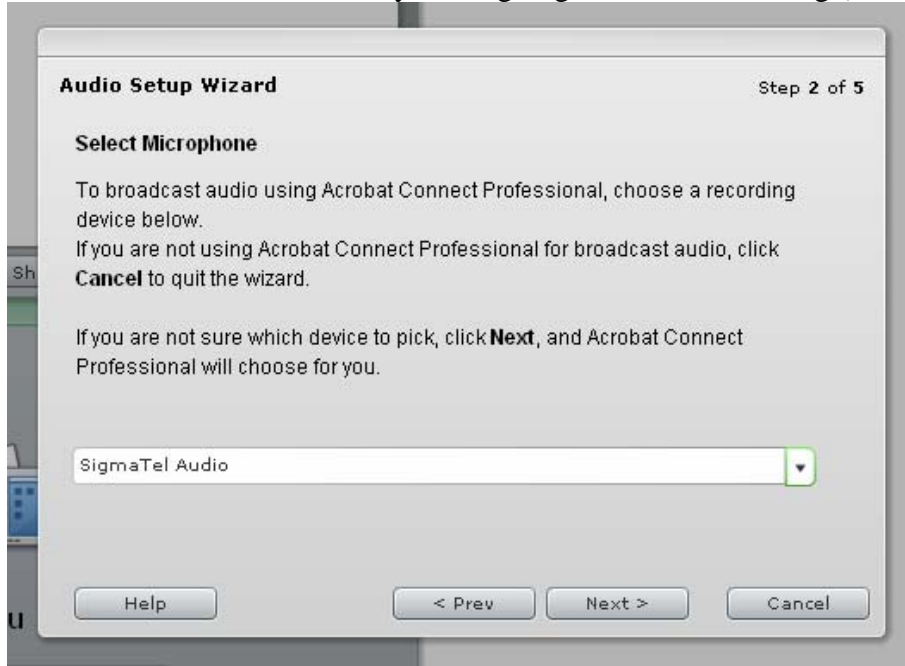 Audio Setup Wizard
Step 2 of 5
Select Microphone
To broadcast audio using Acrobat Connect Professional, choose a recording
device below.
If you are not using Acrobat Connect Professional for broadcast audio, click
Cancel to quit the wizard.
If you are not sure which device to pick, click Next, and Acrobat Connect
Professional will choose for you.
SigmaTel Audio
Help
< Prev
Next >
Cancel
Sh
u